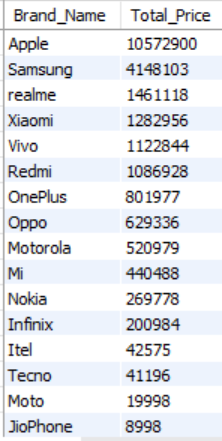 Brand_Name Total_Price
Apple 10572900
Samsung 4148103
realme 1461118
Xiaomi 1282956
Vivo 1122844
Redmi 1086928
OnePlus 801977
Oppo 629336
Motorola 520979
Mi 440488
Nokia 269778
Infinix 200984
Itel 42575
Tecno 41196
Moto 19998
JioPhone 8998